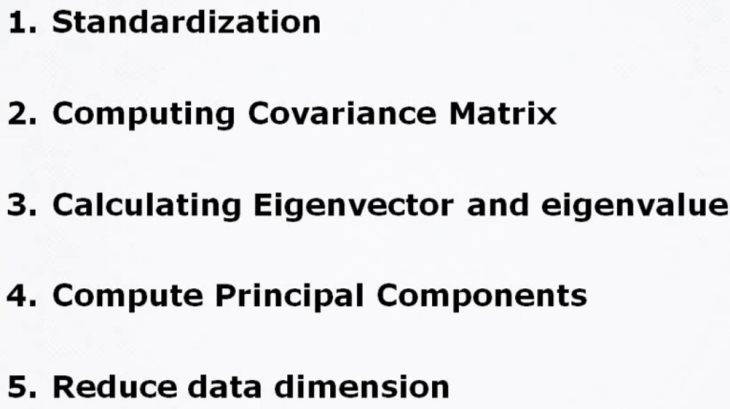 1. Standardization
2. Computing Covariance Matrix
3. Calculating Eigenvector and eigenvalue
4. Compute Principal Components
5. Reduce data dimension